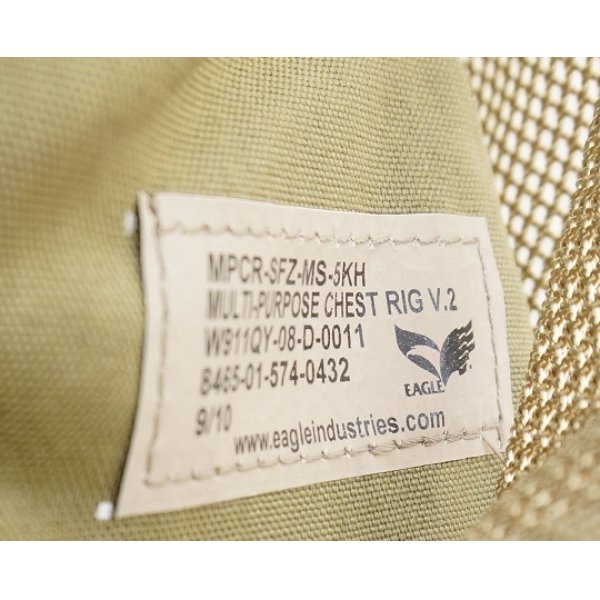 MPCR-SFZ-MS-5KH
MULTI-PURPOSE CHEST RIG V.2
W911QY-08-D-0011
8465-01-574-0432
9/10
EAGLE
www.eagleindustries.com